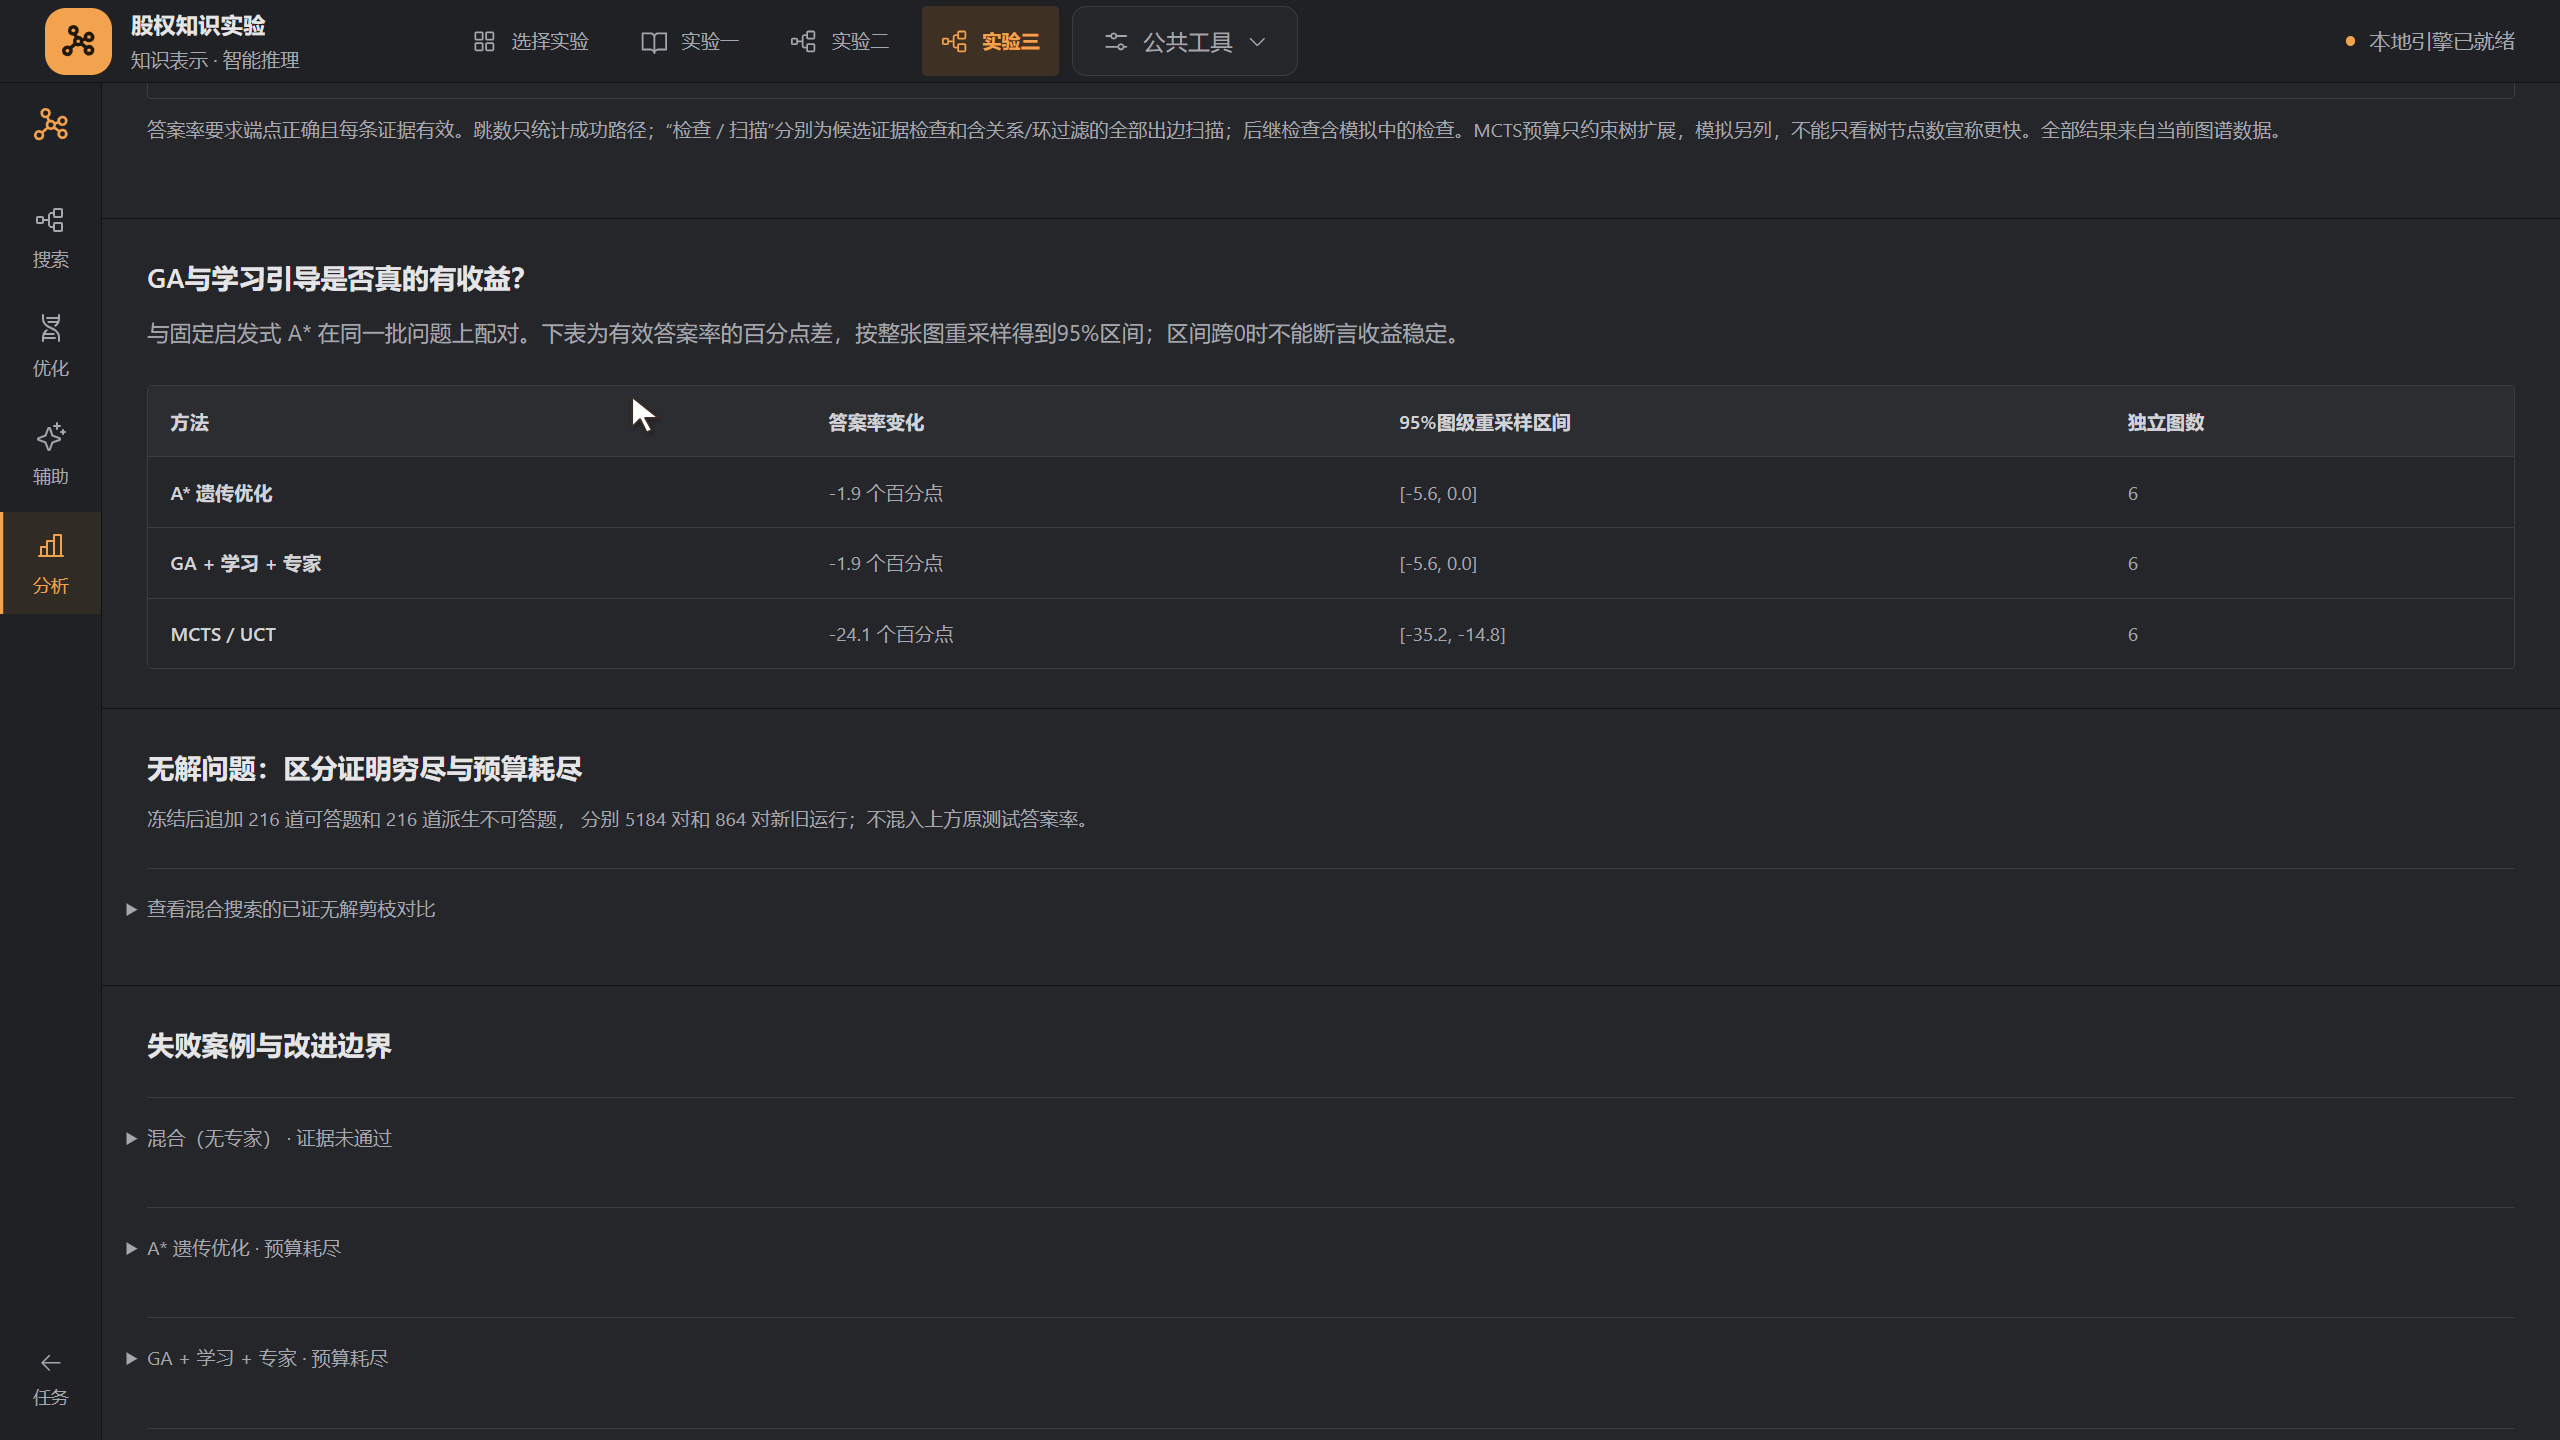 股权知识实验
知识表示 · 智能推理
选择实验
实验一
实验二
实验三
公共工具
本地引擎已就绪
搜索
优化
辅助
分析
任务
答案率要求端点正确且每条证据有效。跳数只统计成功路径；“检查 / 扫描”分别为候选证据检查和含关系/环过滤的全部出边扫描；后继检查含模拟中的检查。MCTS预算只约束树扩展，模拟另列，不能只看树节点数宣称更快。全部结果来自当前图谱数据。
GA与学习引导是否真的有收益？
与固定启发式 A* 在同一批问题上配对。下表为有效答案率的百分点差，按整张图重采样得到95%区间；区间跨0时不能断言收益稳定。
方法 答案率变化 95%图级重采样区间 独立图数
A* 遗传优化 -1.9 个百分点 [-5.6, 0.0] 6
GA + 学习 + 专家 -1.9 个百分点 [-5.6, 0.0] 6
MCTS / UCT -24.1 个百分点 [-35.2, -14.8] 6
无解问题：区分证明穷尽与预算耗尽
冻结后追加 216 道可答题和 216 道派生不可答题， 分别 5184 对和 864 对新旧运行；不混入上方原测试答案率。
查看混合搜索的已证无解剪枝对比
失败案例与改进边界
混合（无专家） · 证据未通过
A* 遗传优化 · 预算耗尽
GA + 学习 + 专家 · 预算耗尽